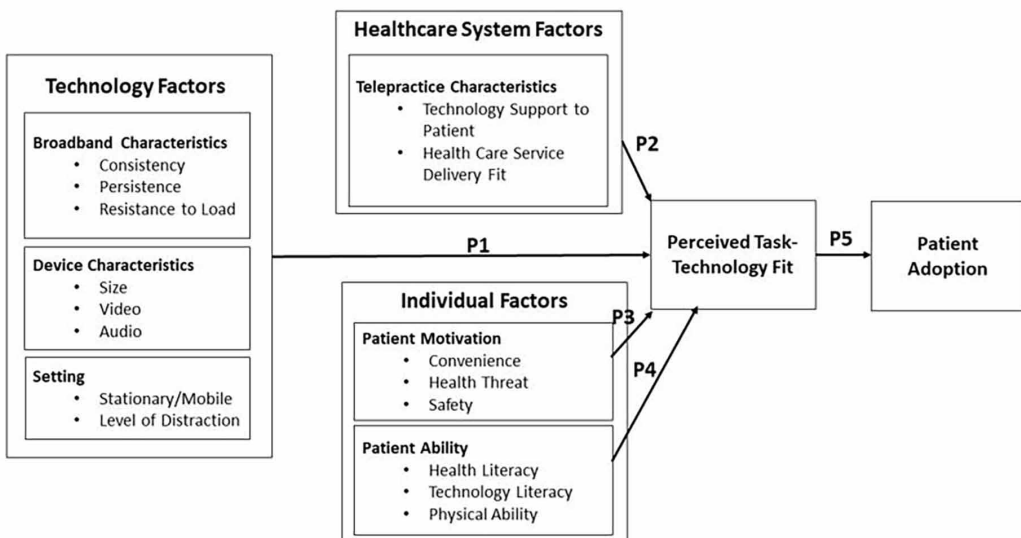 Technology Factors
Broadband Characteristics
• Consistency
• Persistence
• Resistance to Load
Device Characteristics
• Size
• Video
• Audio
Setting
• Stationary/Mobile
• Level of Distraction
Healthcare System Factors
Telepractice Characteristics
• Technology Support to
Patient
• Health Care Service
Delivery Fit
P2
P1
Individual Factors
Patient Motivation
• Convenience
• Health Threat
• Safety
P3
Patient Ability
• Health Literacy
• Technology Literacy
• Physical Ability
P4
Perceived Task-
Technology Fit
P5
Patient
Adoption